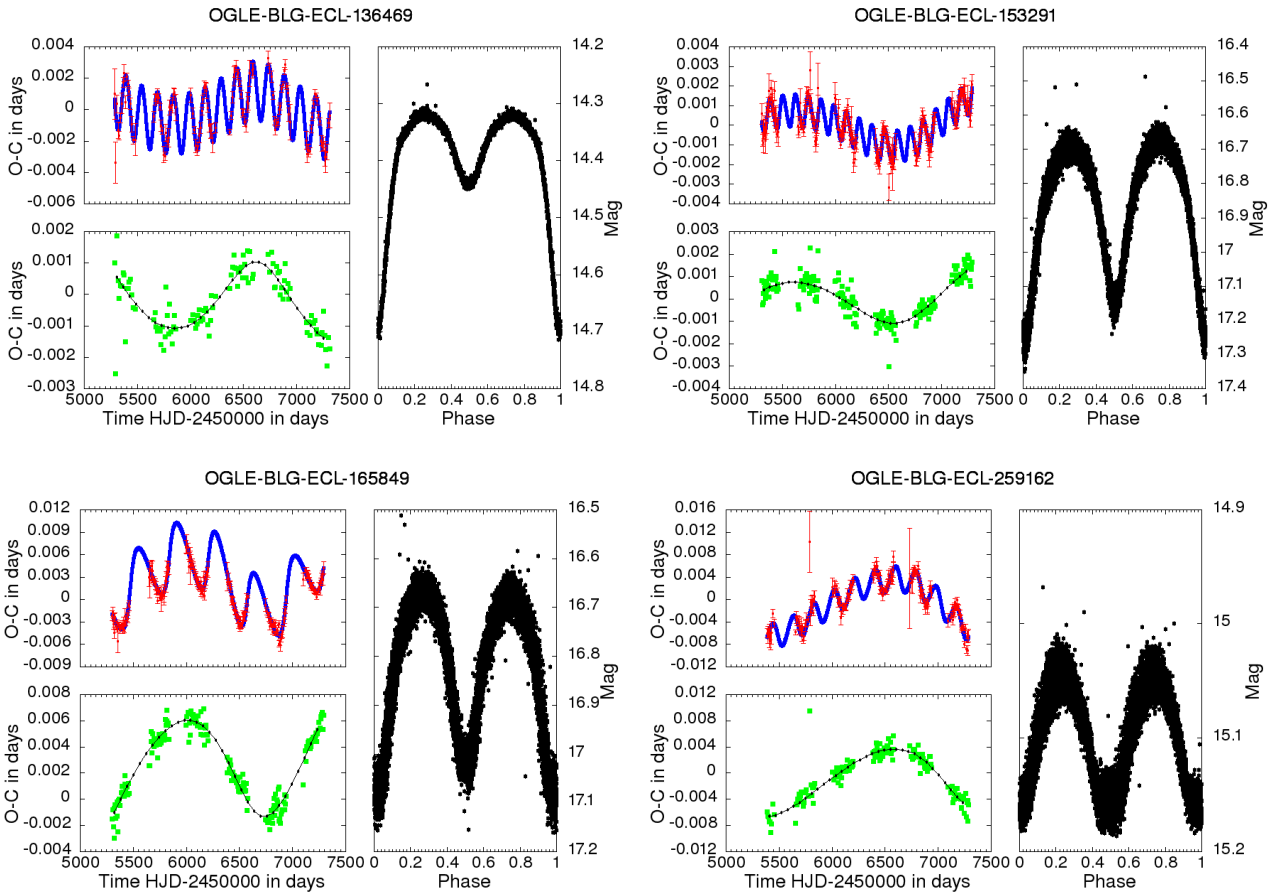 OGLE-BLG-ECL-136469
O-C in days
0.004
0.002
0
-0.002
-0.004
-0.006
O-C in days
0.002
0.001
0
-0.001
-0.002
-0.003
5000 5500 6000 6500 7000 7500
Time HJD-2450000 in days
14.2
14.3
14.4
14.5
14.6
14.7
14.8
Mag
0 0.2 0.4 0.6 0.8 1
Phase
OGLE-BLG-ECL-153291
O-C in days
0.004
0.003
0.002
0.001
0
-0.001
-0.002
-0.003
-0.004
O-C in days
0.003
0.002
0.001
0
-0.001
-0.002
-0.003
-0.004
5000 5500 6000 6500 7000 7500
Time HJD-2450000 in days
16.4
16.5
16.6
16.7
16.8
16.9
17
17.1
17.2
17.3
17.4
Mag
0 0.2 0.4 0.6 0.8 1
Phase
OGLE-BLG-ECL-165849
O-C in days
0.012
0.009
0.006
0.003
0
-0.003
-0.006
-0.009
O-C in days
0.008
0.006
0.004
0.002
0
-0.002
-0.004
5000 5500 6000 6500 7000 7500
Time HJD-2450000 in days
16.5
16.6
16.7
16.8
16.9
17
17.1
17.2
Mag
0 0.2 0.4 0.6 0.8 1
Phase
OGLE-BLG-ECL-259162
O-C in days
0.016
0.012
0.008
0.004
0
-0.004
-0.008
-0.012
O-C in days
0.012
0.008
0.004
0
-0.004
-0.008
-0.012
5000 5500 6000 6500 7000 7500
Time HJD-2450000 in days
14.9
15
15.1
15.2
Mag
0 0.2 0.4 0.6 0.8 1
Phase